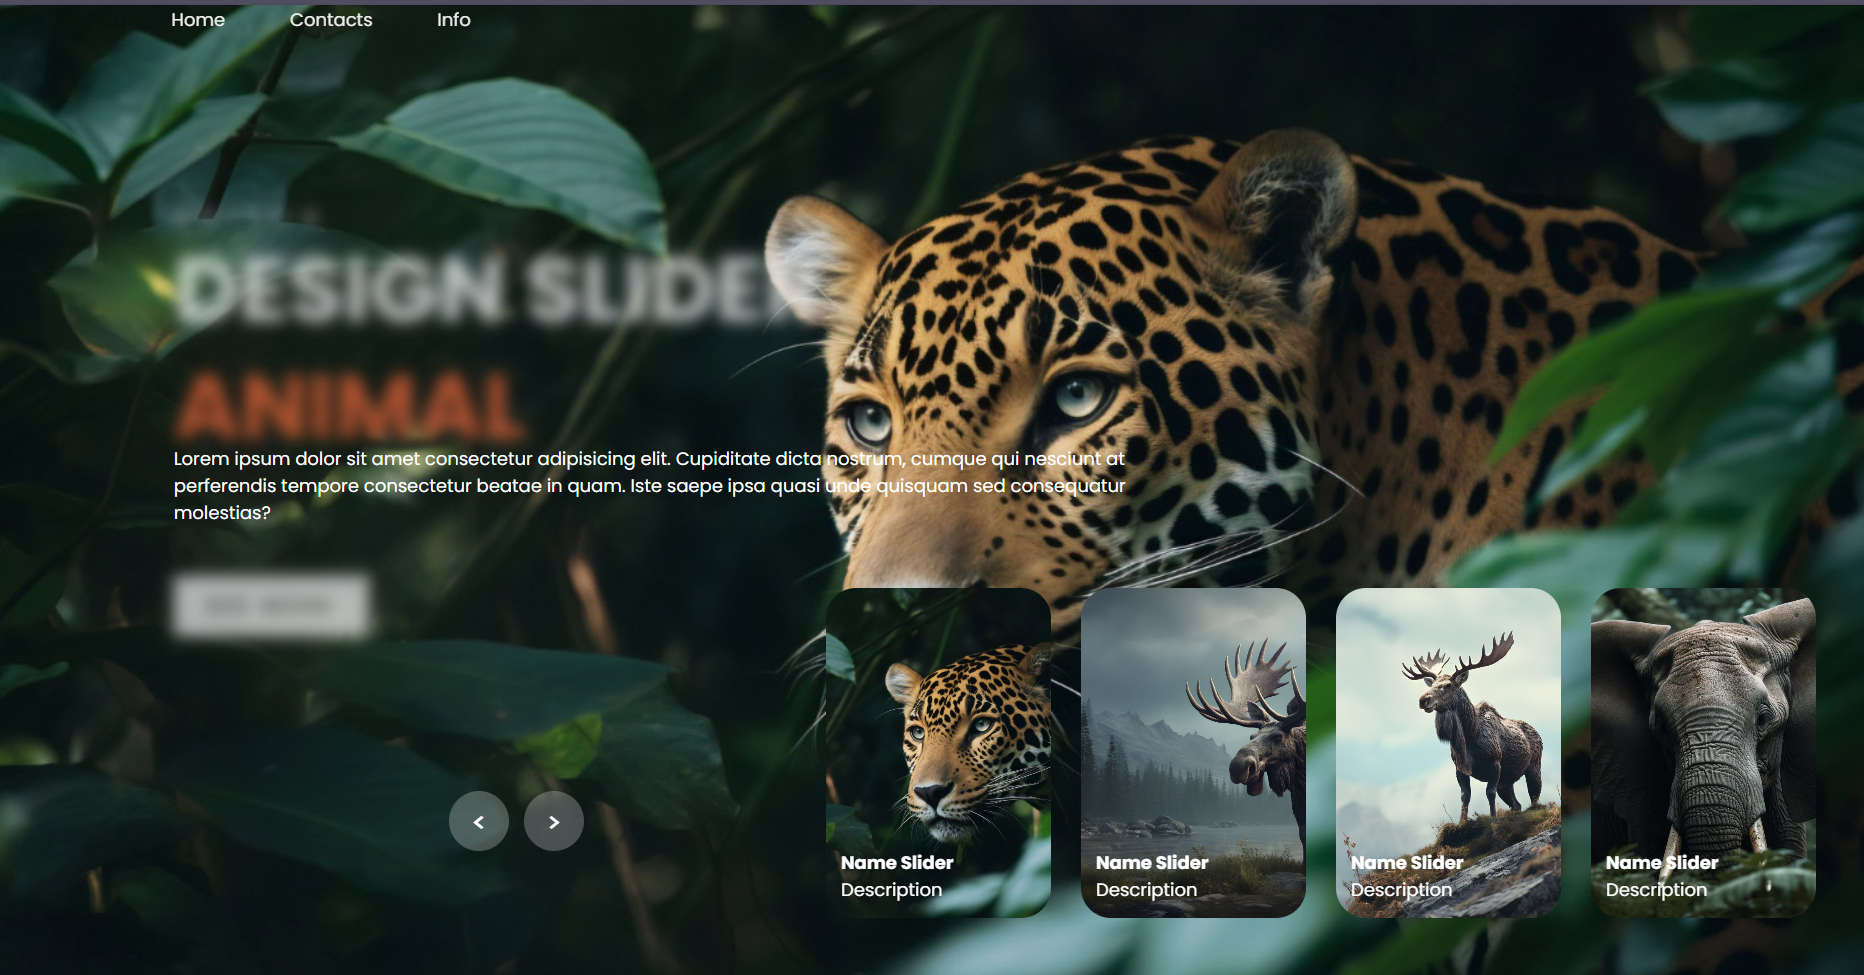 Home Contacts Info
DESIGN SLIDER
ANIMAL
Lorem ipsum dolor sit amet consectetur adipisicing elit. Cupiditate dicta nostrum, cumque qui nesciunt at
perferendis tempore consectetur beatae in quam. Iste saepe ipsa quasi unde quisquam sed consequatur
molestias?
Name Slider
Description
Name Slider
Description
Name Slider
Description
Name Slider
Description